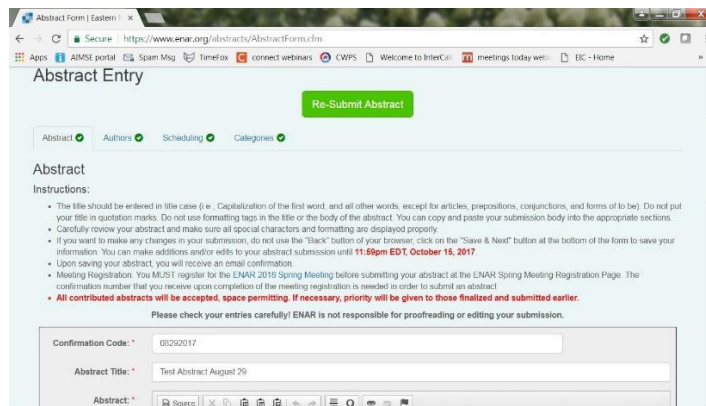 Abstract Form | Eastern
Secure https://www.enar.org/abstracts/AbstractForm.cfm
Apps AIMSE portal Spam Msg TimeFox connect webinars CWPS Welcome to InterCall meetings today web EIC - Home »
Abstract Entry
Re-Submit Abstract
Abstract Authors Scheduling Categories
Abstract
Instructions:
• The title should be entered in title case (i.e., Capitalization of the first word, and all other words, except for articles, prepositions, conjunctions, and forms of to be). Do not put
your title in quotation marks. Do not use formatting tags in the title or the body of the abstract. You can copy and paste your submission body into the appropriate sections.
• Carefully review your abstract and make sure all special characters and formatting are displayed properly.
• If you want to make any changes in your submission, do not use the "Back" button of your browser, click on the "Save & Next" button at the bottom of the form to save your
information. You can make additions and/or edits to your abstract submission until 11:59pm EDT, October 15, 2017
• Upon saving your abstract, you will receive an email confirmation.
• Meeting Registration: You MUST register for the ENAR 2018 Spring Meeting before submitting your abstract at the ENAR Spring Meeting Registration Page. The
confirmation number that you receive upon completion of the meeting registration is needed in order to submit an abstract
• All contributed abstracts will be accepted, space permitting. If necessary, priority will be given to those finalized and submitted earlier.
Please check your entries carefully! ENAR is not responsible for proofreading or editing your submission.
Confirmation Code: * 08292017
Abstract Title: * Test Abstract August 29
Abstract: * Source